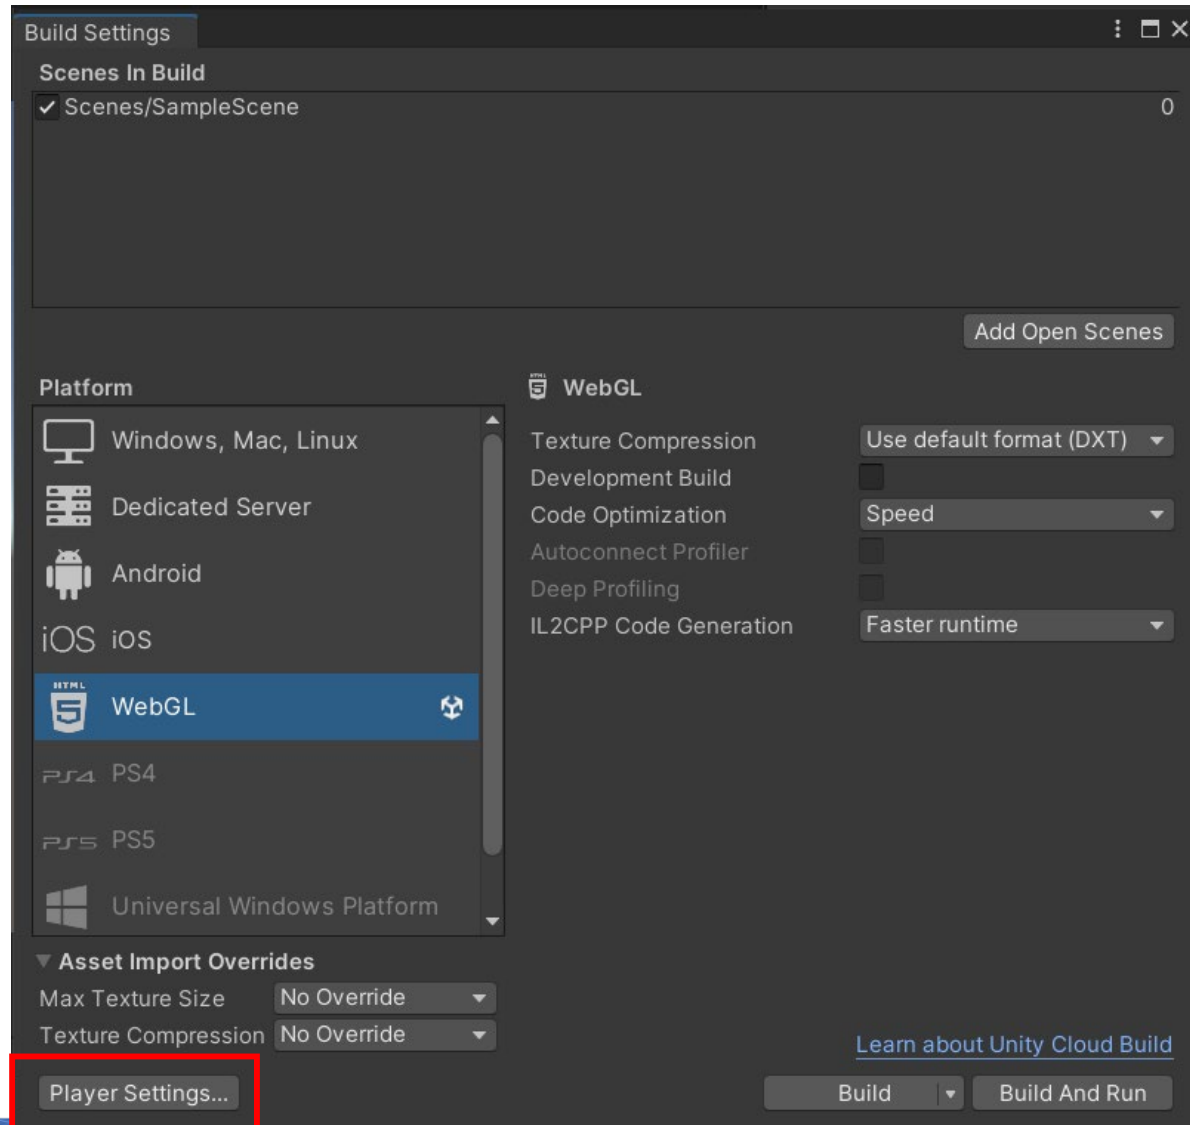 Build Settings
Scenes In Build
Scenes/SampleScene 0
Add Open Scenes
Platform
Windows, Mac, Linux
Dedicated Server
Android
iOS iOS
HTML 5 WebGL
PS4 PS4
PS5 PS5
Universal Windows Platform
HTML 5 WebGL
Texture Compression Use default format (DXT)
Development Build
Code Optimization Speed
Autoconnect Profiler
Deep Profiling
IL2CPP Code Generation Faster runtime
Asset Import Overrides
Max Texture Size No Override
Texture Compression No Override
Learn about Unity Cloud Build
Player Settings... Build Build And Run